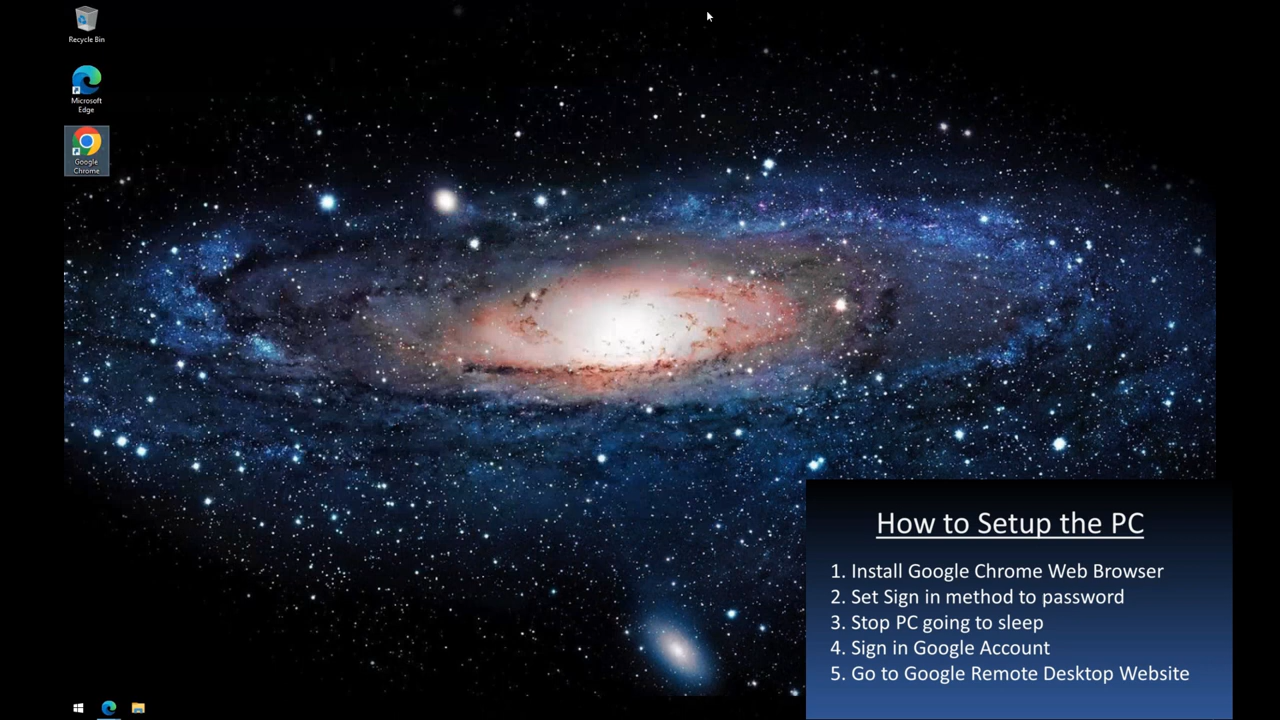 Recycle Bin
Microsoft
Edge
Google
Chrome
How to Setup the PC
1. Install Google Chrome Web Browser
2. Set Sign in method to password
3. Stop PC going to sleep
4. Sign in Google Account
5. Go to Google Remote Desktop Website